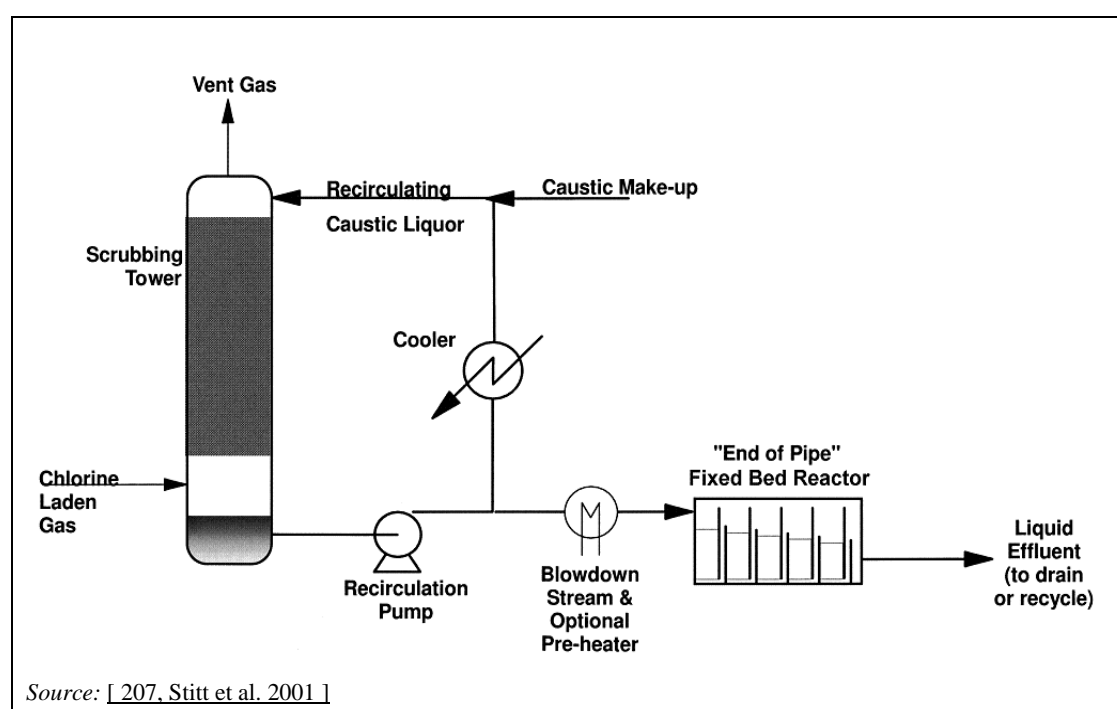 Vent Gas
Recirculating
Caustic Liquor
Caustic Make-up
Scrubbing
Tower
Cooler
Chlorine
Laden
Gas
Recirculation
Pump
Blowdown
Stream &
Optional
Pre-heater
"End of Pipe"
Fixed Bed Reactor
Liquid
Effluent
(to drain
or recycle)
Source: [ 207, Stitt et al. 2001 ]